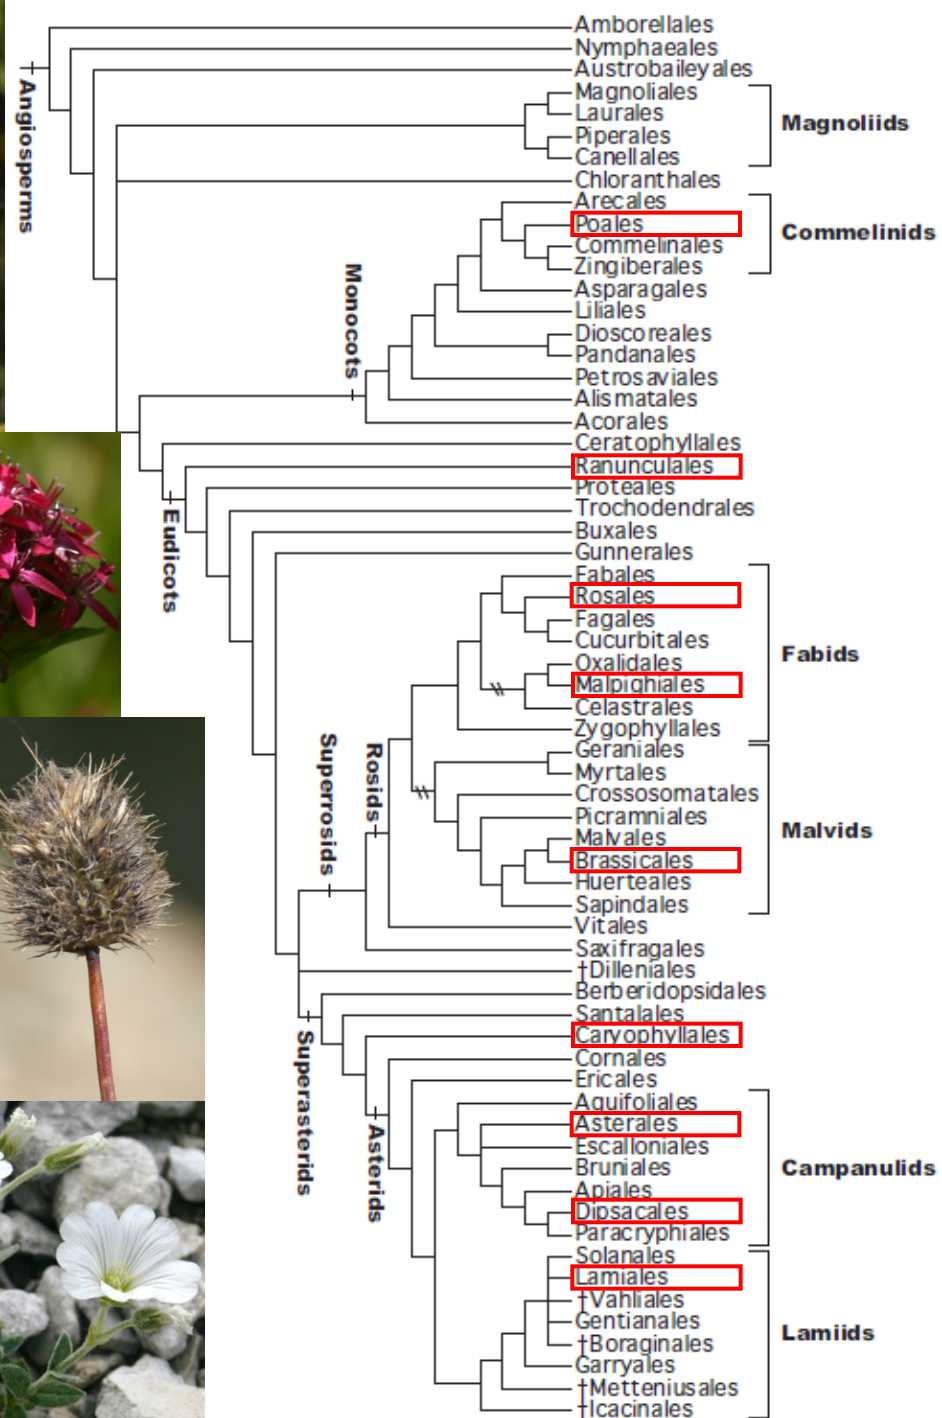 Amborellales
Nymphaeales
Austrobaileyales
Magnoliales
Laurales
Piperales
Canellales
Magnoliids
Chloranthales
Arecales
Poales
Commelinales
Zingiberales
Commelinids
Asparagales
Liliales
Dioscoreales
Pandanales
Petrosaviales
Alismatales
Acorales
Ceratophyllales
Ranunculales
Proteales
Trochodendrales
Buxales
Gunnerales
Fabales
Rosales
Fagales
Cucurbitales
Oxalidales
Malpighiales
Celastrales
Zygophyllales
Fabids
Geraniales
Myrtales
Crossosomatales
Picramniales
Malvales
Brassicales
Huerteales
Sapindales
Malvids
Vitales
Saxifragales
†Dilleniales
Berberidopsidales
Santalales
Caryophyllales
Cornales
Ericales
Aquifoliales
Asterales
Escalloniales
Bruniales
Apiales
Dipsacales
Paracryphiales
Campanulids
Solanales
Lamiales
†Vahliales
Gentianales
†Boraginales
Garryales
†Metteniusales
†Icacinales
Lamiids
Angiosperms
Monocots
Eudicots
Superrosids
Rosids
Superasterids
Asterids